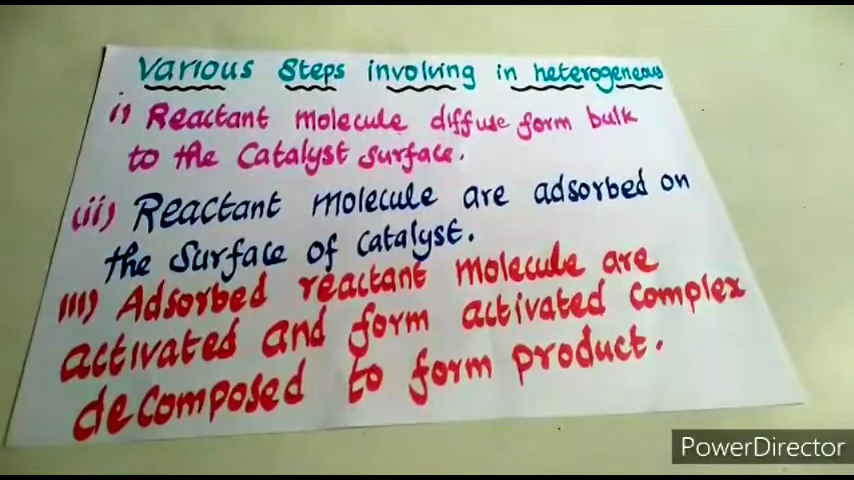 Various Steps involving in heterogeneous
i) Reactant molecule diffuse form bulk
to the Catalyst surface.
(ii) Reactant molecule are adsorbed on
the Surface of catalyst.
III) Adsorbed reactant molecule are
activated and form activated complex
decomposed to form product.
PowerDirector